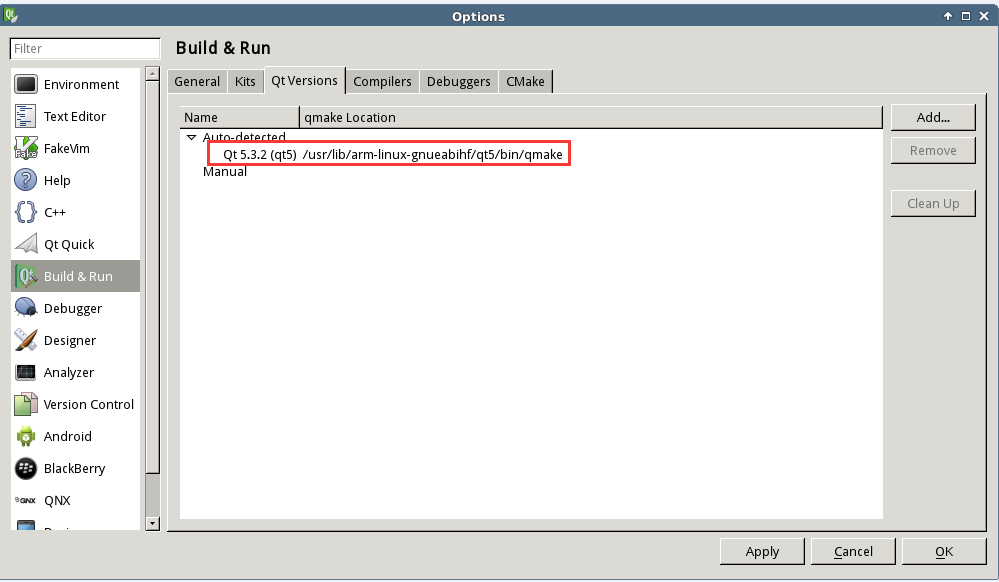 Options
Filter
Build & Run
Environment
Text Editor
FakeVim
Help
C++
Qt Quick
Build & Run
Debugger
Designer
Analyzer
Version Control
Android
BlackBerry
QNX
General Kits Qt Versions Compilers Debuggers CMake
Name qmake Location
Auto-detected
Qt 5.3.2 (qt5) /usr/lib/arm-linux-gnueabihf/qt5/bin/qmake
Manual
Add...
Remove
Clean Up
Apply Cancel OK